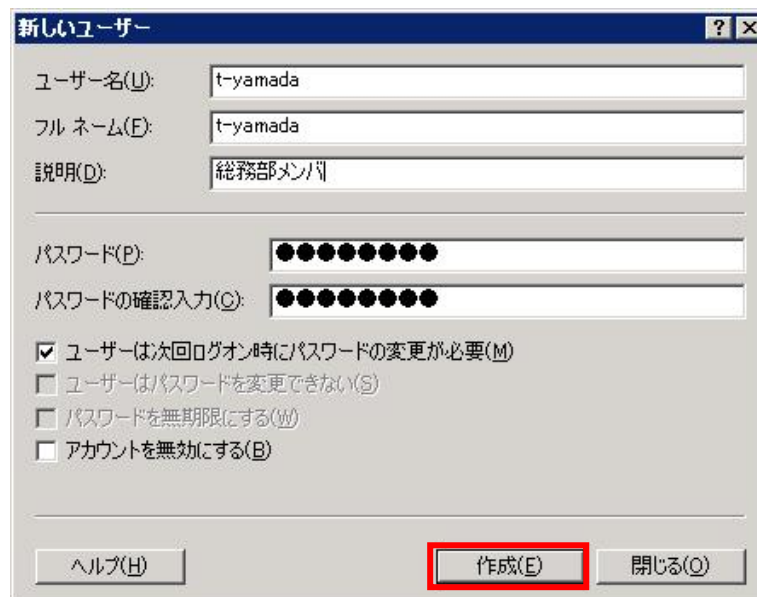 新しいユーザー
ユーザー名(U): t-yamada
フル ネーム(F): t-yamada
説明(D): 総務部メンバ
パスワード(P): ●●●●●●●●
パスワードの確認入力(C): ●●●●●●●●
ユーザーは次回ログオン時にパスワードの変更が必要(M)
ユーザーはパスワードを変更できない(S)
パスワードを無期限にする(W)
アカウントを無効にする(B)
ヘルプ(H) 作成(E) 閉じる(O)